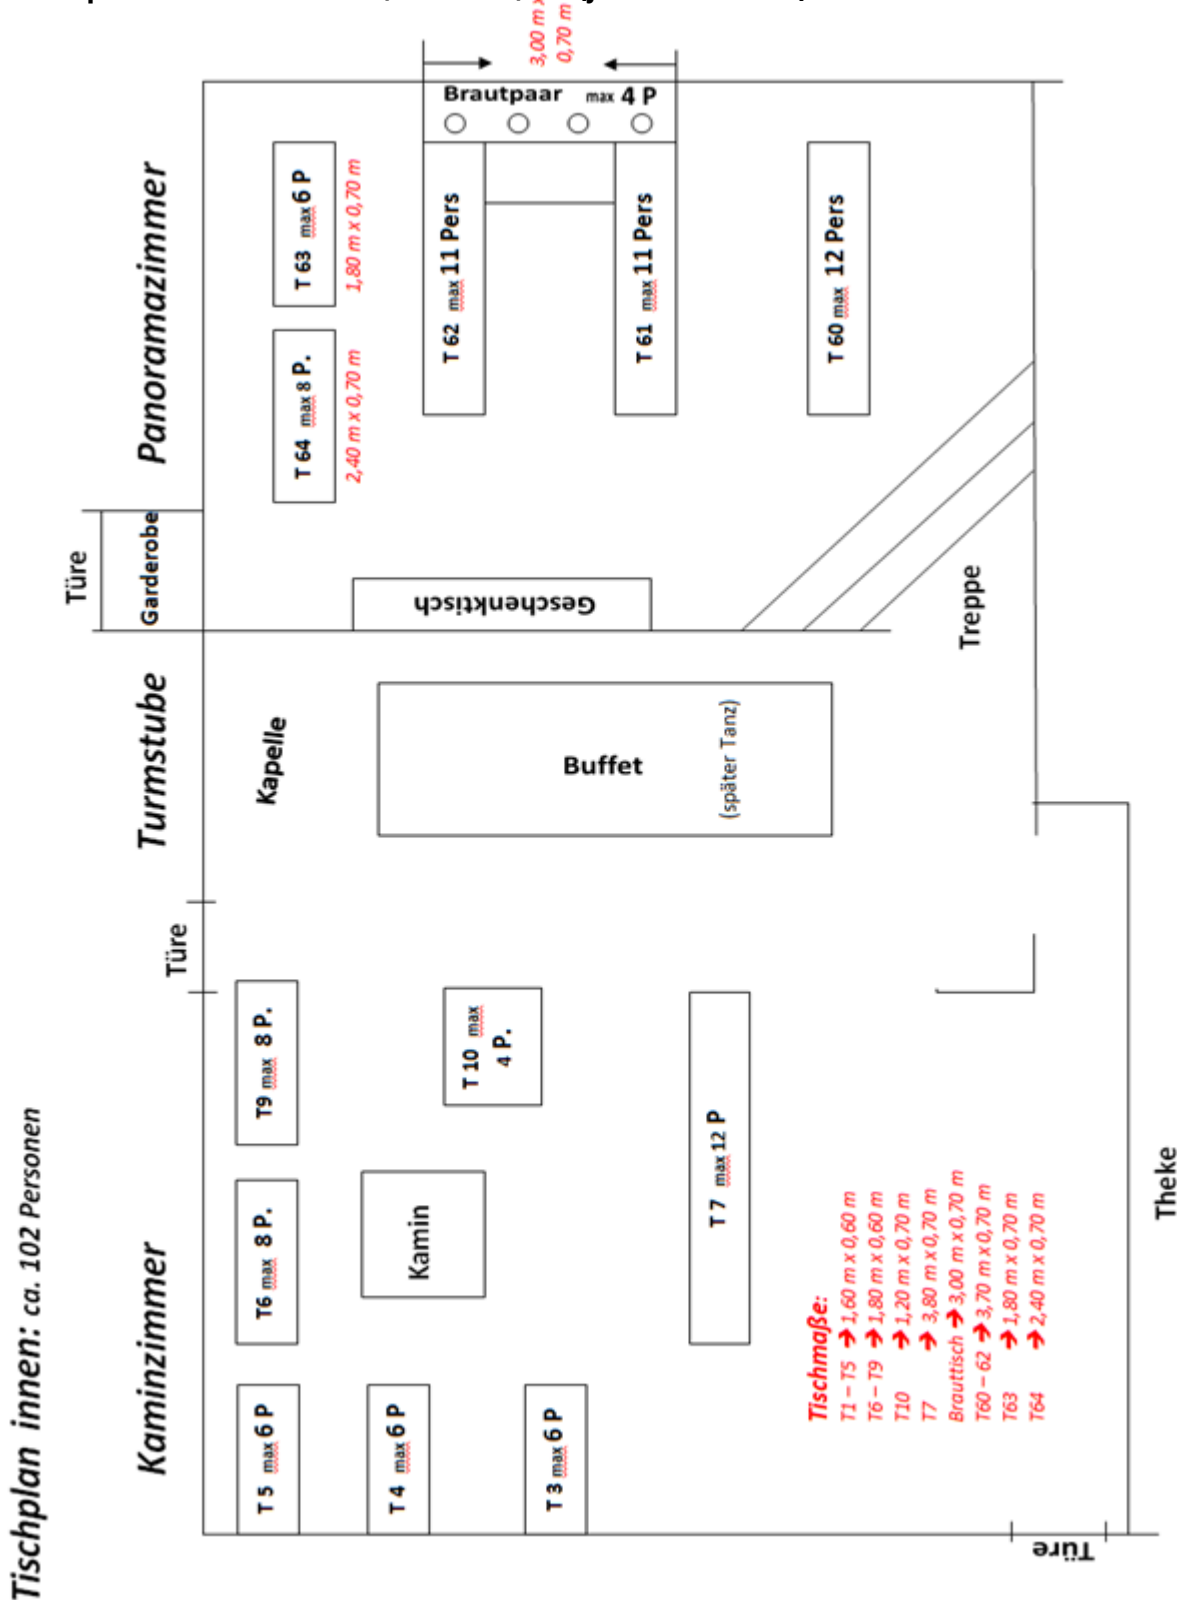 Tischplan innen: ca. 102 Personen
Kaminzimmer
Turmstube
Panoramazimmer
Türe
Türe
Garderobe
T 5 max 6 P
T6 max 8 P.
T9 max 8 P.
Kapelle
T 64 max 8 P.
T 63 max 6 P
2,40 m x 0,70 m
1,80 m x 0,70 m
T 4 max 6 P
Kamin
T 10 max
4 P.
T 3 max 6 P
Buffet
(später Tanz)
Geschenktisch
T 62 max 11 Pers
T 61 max 11 Pers
Brautpaar max 4 P
3,00 m x
0,70 m
T 7 max 12 P
T 60 max 12 Pers
Treppe
Tischmaße:
T1 – T5 ➔ 1,60 m x 0,60 m
T6 – T9 ➔ 1,80 m x 0,60 m
T10 ➔ 1,20 m x 0,70 m
T7 ➔ 3,80 m x 0,70 m
Brauttisch ➔ 3,00 m x 0,70 m
T60 – 62 ➔ 3,70 m x 0,70 m
T63 ➔ 1,80 m x 0,70 m
T64 ➔ 2,40 m x 0,70 m
Türe
Theke